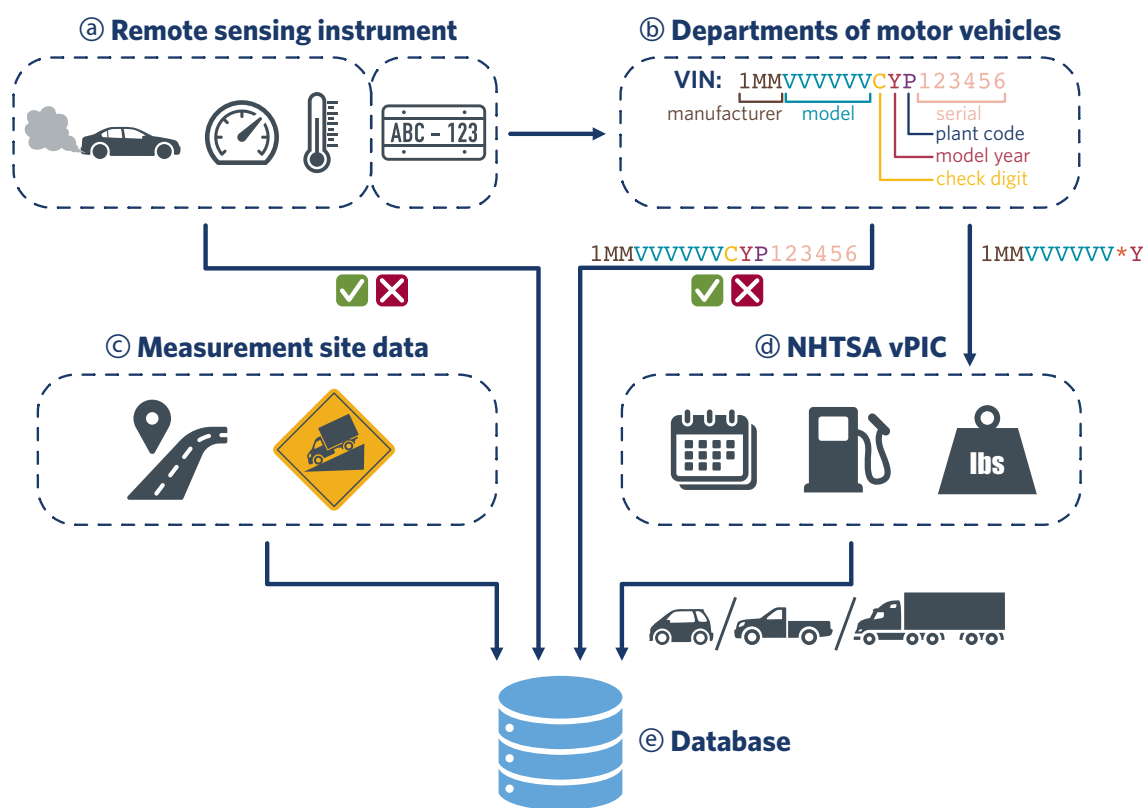 ⓐ Remote sensing instrument
ⓑ Departments of motor vehicles
VIN: 1MMVVVVVVCYP123456
manufacturer model serial
plant code
model year
check digit
ABC – 123
1MMVVVVVVCYP123456
1MMVVVVVV*Y
ⓒ Measurement site data
ⓓ NHTSA vPIC
lbs
ⓔ Database